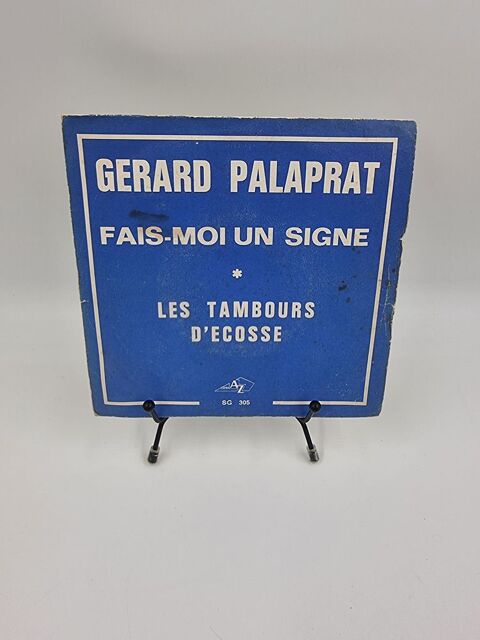 GERARD PALAPRAT
FAIS-MOI UN SIGNE
*
LES TAMBOURS
D'ECOSSE
AZ
SG 305